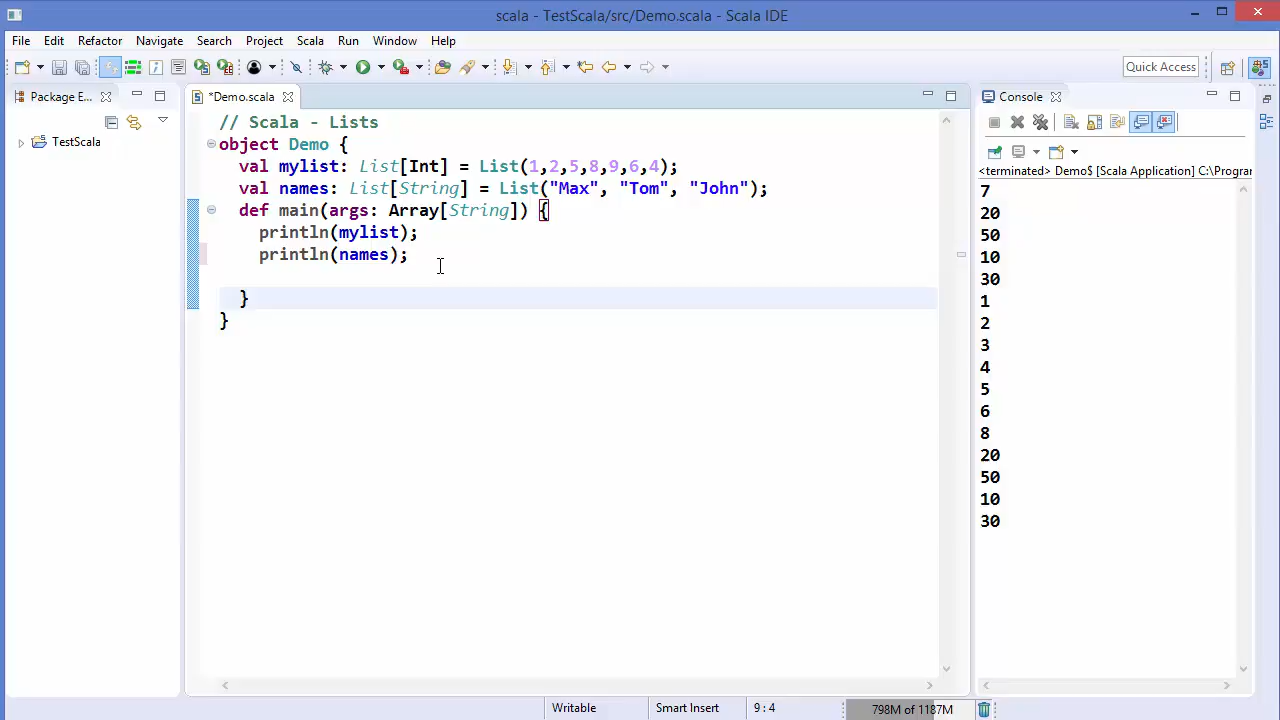 scala - TestScala/src/Demo.scala - Scala IDE
File Edit Refactor Navigate Search Project Scala Run Window Help
Quick Access
Package E...
*Demo.scala
Console
TestScala
<terminated> Demo$ [Scala Application] C:\Progran
// Scala - Lists
object Demo {
val mylist: List[Int] = List(1,2,5,8,9,6,4);
val names: List[String] = List("Max", "Tom", "John");
def main(args: Array[String]) {
println(mylist);
println(names);
}
}
7
20
50
10
30
1
2
3
4
5
6
8
20
50
10
30
Writable
Smart Insert
9 : 4
798M of 1187M